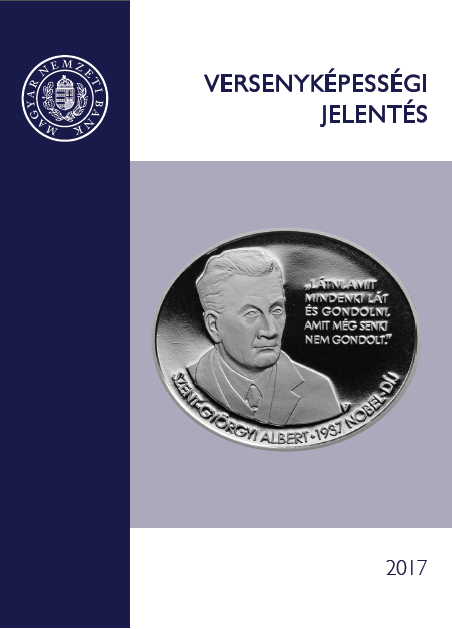 MAGYAR NEMZETI BANK
VERSENYKÉPESSÉGI
JELENTÉS
„LÁTNI, AMIT
MINDENKI LÁT
ÉS GONDOLNI,
AMIT MÉG SENKI
NEM GONDOLT.”
SZENT-GYÖRGYI ALBERT•1937 NOBEL-DÍJ
2017